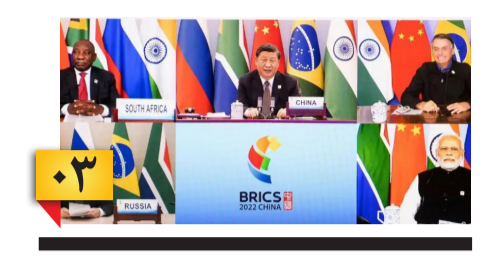 SOUTH AFRICA
CHINA
۰۳
RUSSIA
BRICS
2022 CHINA